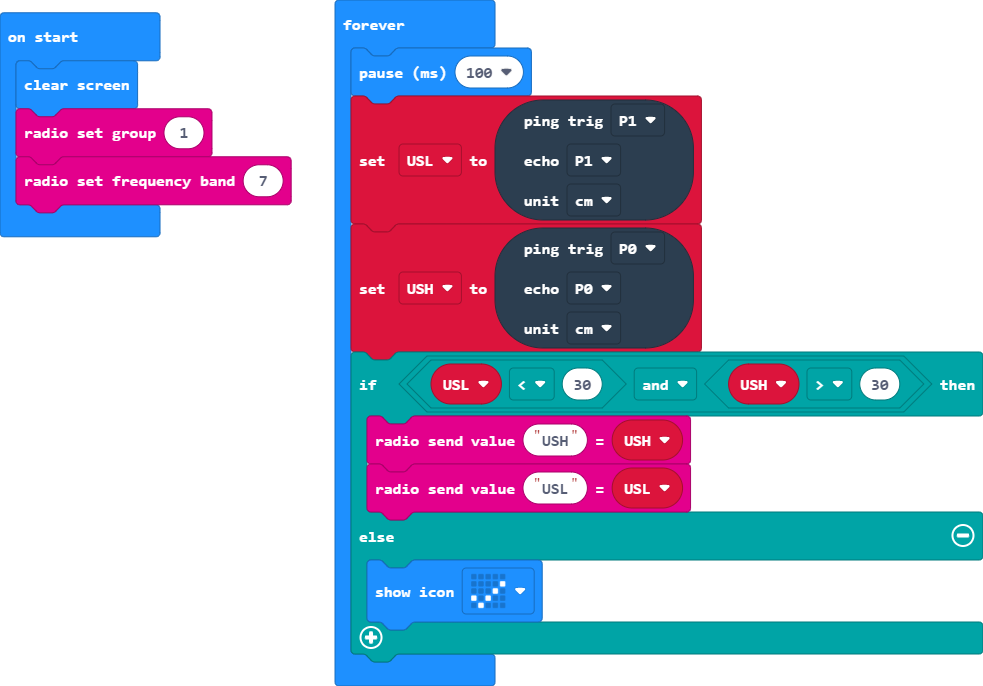 on start
clear screen
radio set group 1
radio set frequency band 7
forever
pause (ms) 100
set USL to ping trig P1
echo P1
unit cm
set USH to ping trig P0
echo P0
unit cm
if USL < 30 and USH > 30 then
radio send value "USH" = USH
radio send value "USL" = USL
else
show icon